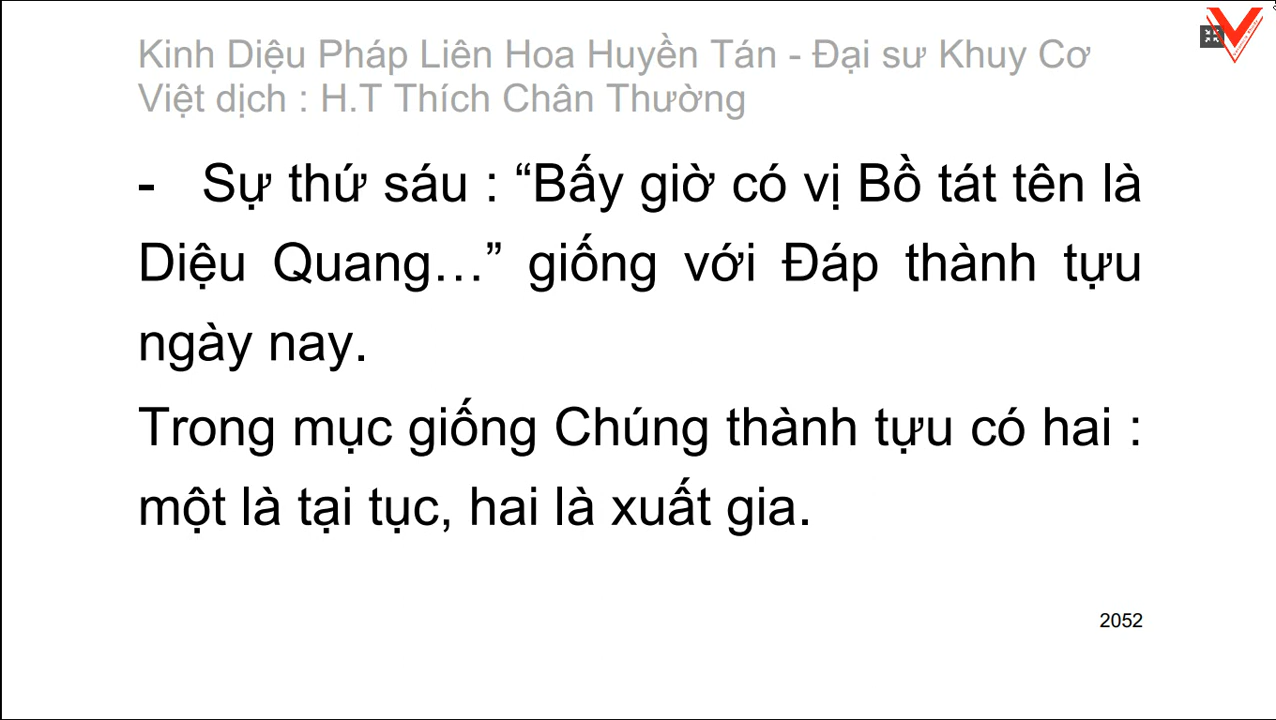 Kinh Diệu Pháp Liên Hoa Huyền Tán - Đại sư Khuy Cơ
Việt dịch : H.T Thích Chân Thường
- Sự thứ sáu : “Bấy giờ có vị Bồ tát tên là
Diệu Quang…” giống với Đáp thành tựu
ngày nay.
Trong mục giống Chúng thành tựu có hai :
một là tại tục, hai là xuất gia.
2052